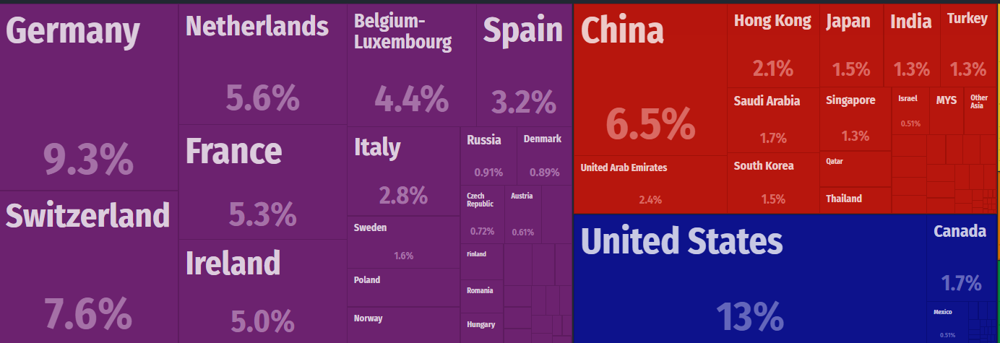 Germany
9.3%
Switzerland
7.6%
Netherlands
5.6%
France
5.3%
Ireland
5.0%
Belgium-
Luxembourg
4.4%
Spain
3.2%
Italy
2.8%
Sweden
1.6%
Poland
Norway
Russia
0.91%
Denmark
0.89%
Czech
Republic
0.72%
Austria
0.61%
Finland
Romania
Hungary
China
6.5%
United Arab Emirates
2.4%
Hong Kong
2.1%
Saudi Arabia
1.7%
South Korea
1.5%
Japan
1.5%
India
1.3%
Turkey
1.3%
Singapore
1.3%
Qatar
Thailand
Israel
0.51%
MYS
Other
Asia
United States
13%
Canada
1.7%
Mexico
0.51%